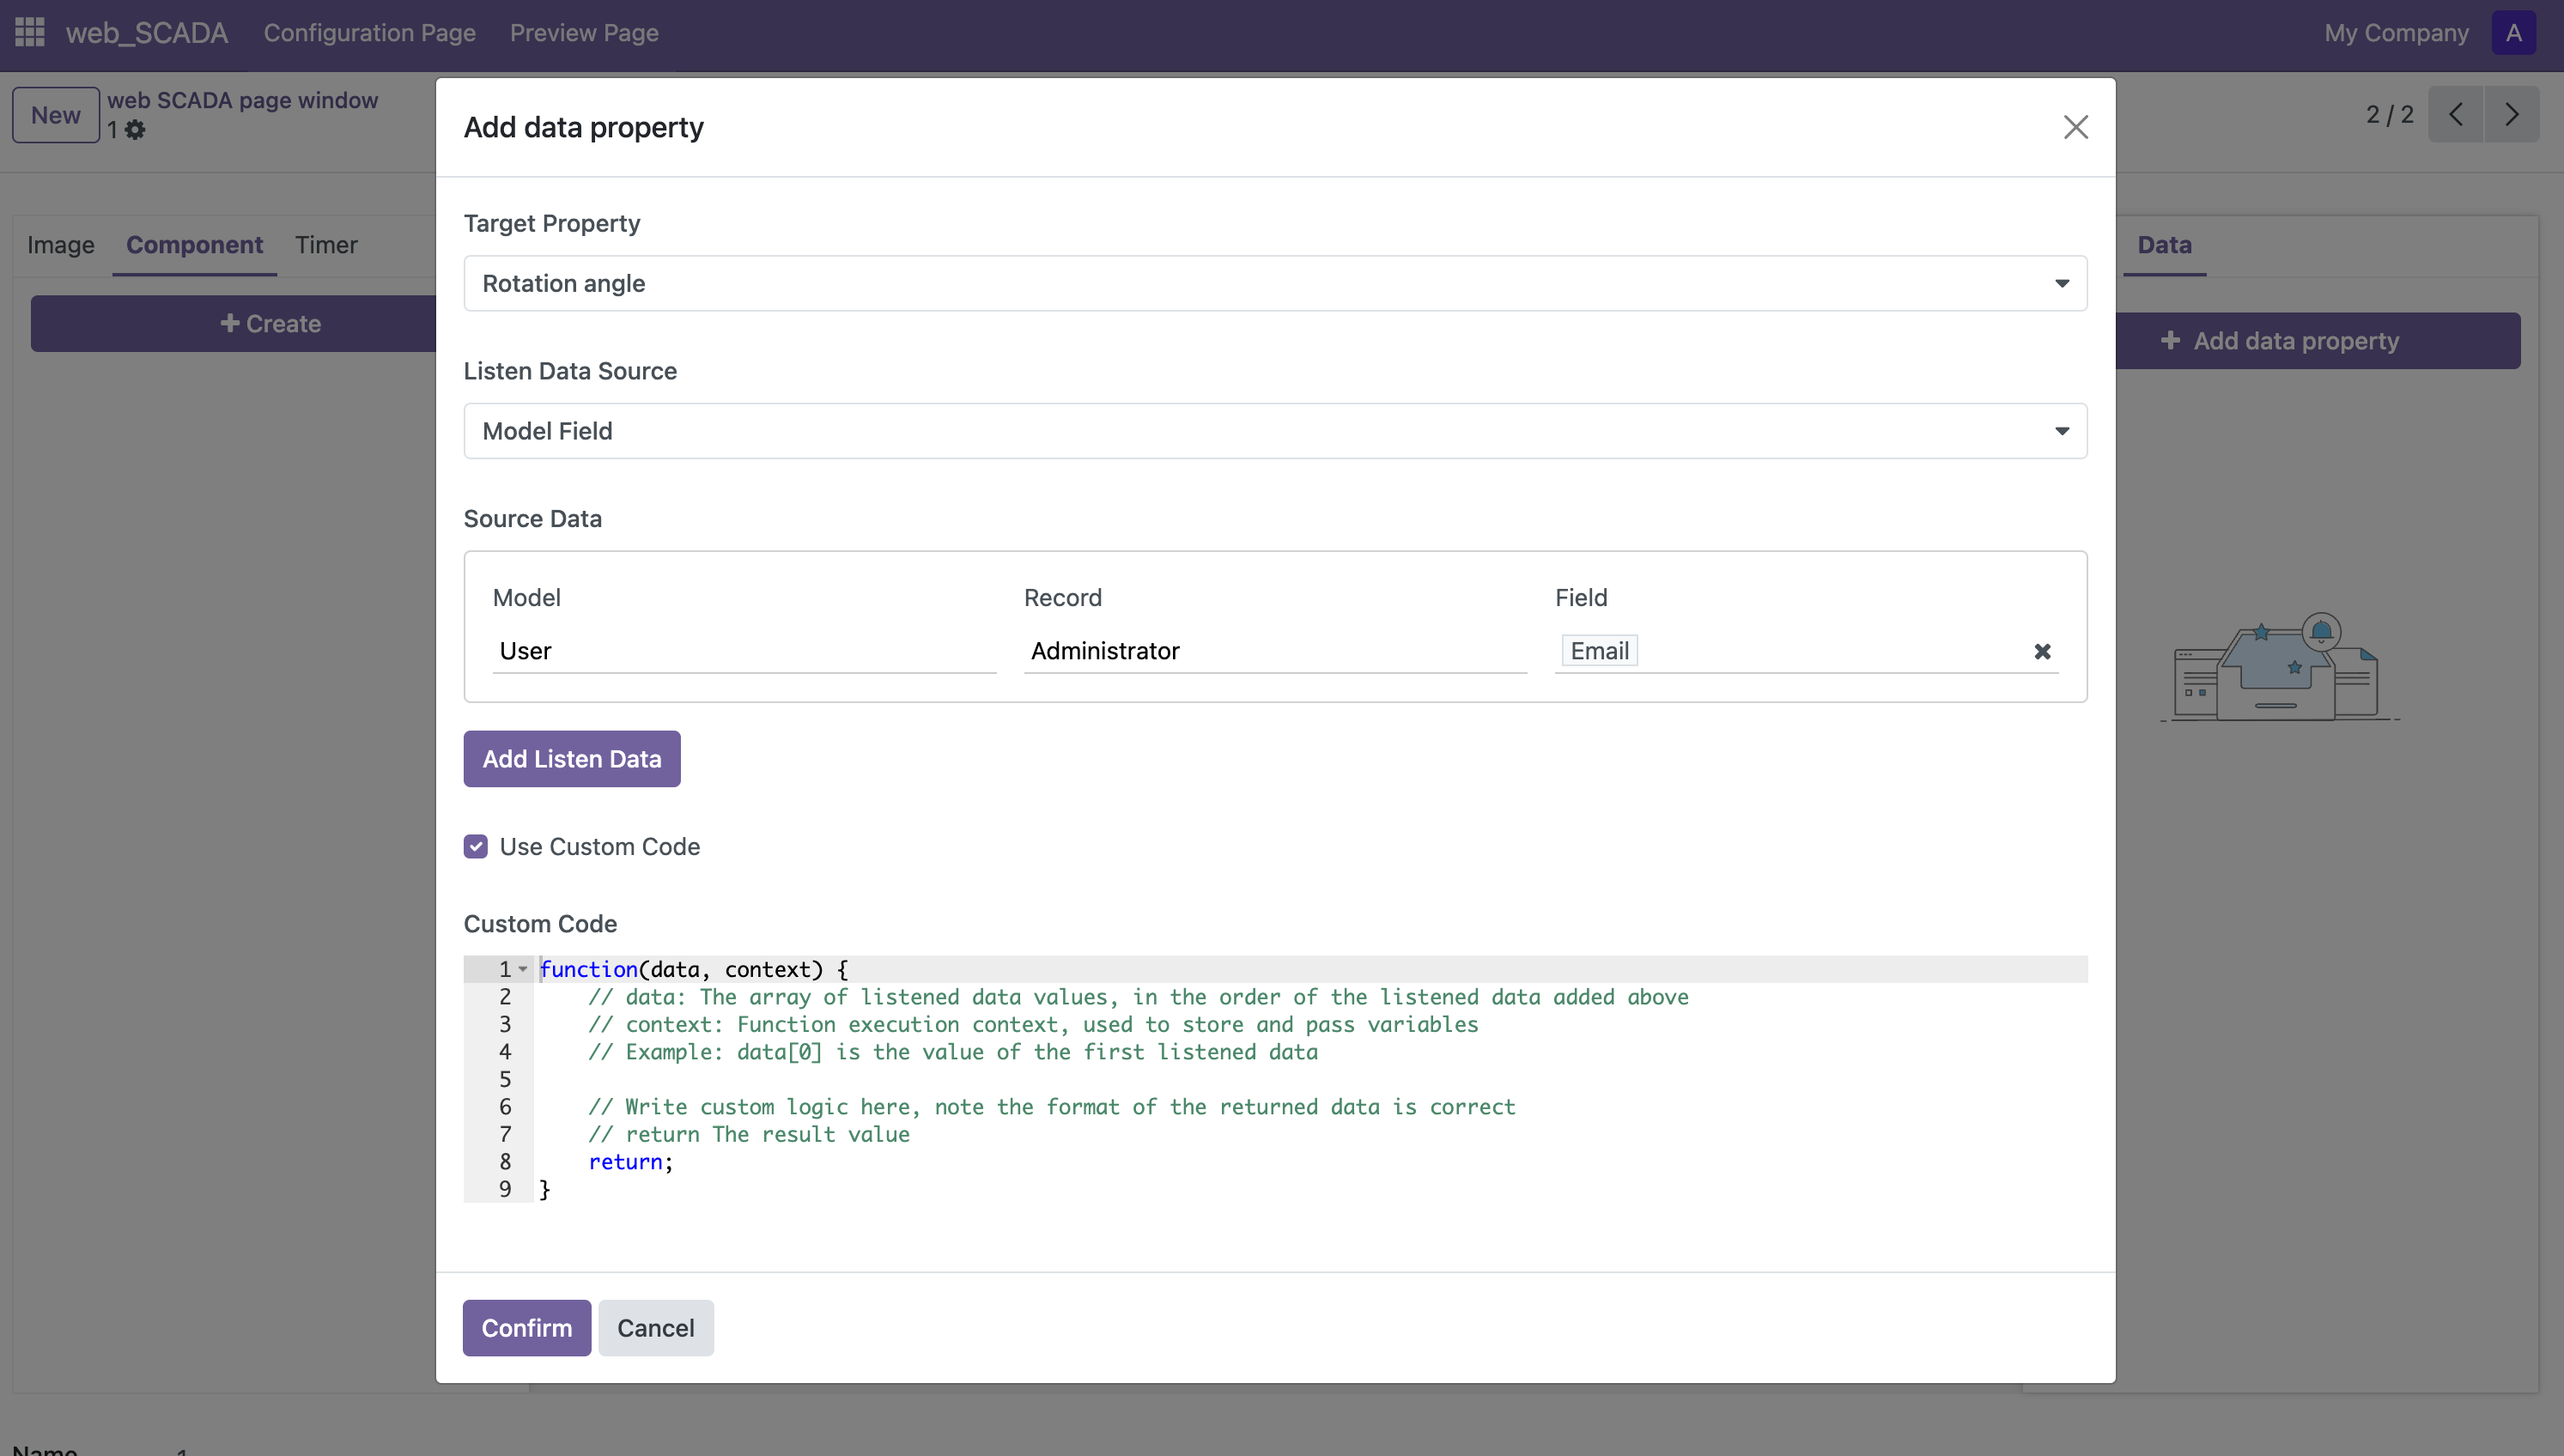 web_SCADA Configuration Page Preview Page My Company A
New web SCADA page window
1
2 / 2
Add data property
Image Component Timer
Create
Data
Add data property
Target Property
Rotation angle
Listen Data Source
Model Field
Source Data
Model Record Field
User Administrator Email
Add Listen Data
Use Custom Code
Custom Code
1 function(data, context) {
2 // data: The array of listened data values, in the order of the listened data added above
3 // context: Function execution context, used to store and pass variables
4 // Example: data[0] is the value of the first listened data
5
6 // Write custom logic here, note the format of the returned data is correct
7 // return The result value
8 return;
9 }
Confirm Cancel
Name 1